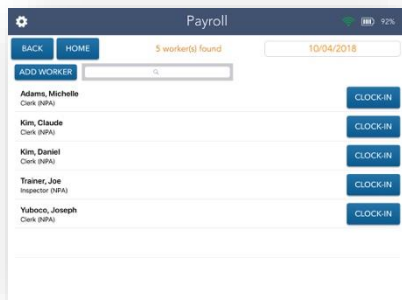 Payroll 92%
BACK HOME 5 worker(s) found 10/04/2018
ADD WORKER
Adams, Michelle
Clerk (NPA)
CLOCK-IN
Kim, Claude
Clerk (NPA)
CLOCK-IN
Kim, Daniel
Clerk (NPA)
CLOCK-IN
Trainer, Joe
Inspector (NPA)
CLOCK-IN
Yuboco, Joseph
Clerk (NPA)
CLOCK-IN